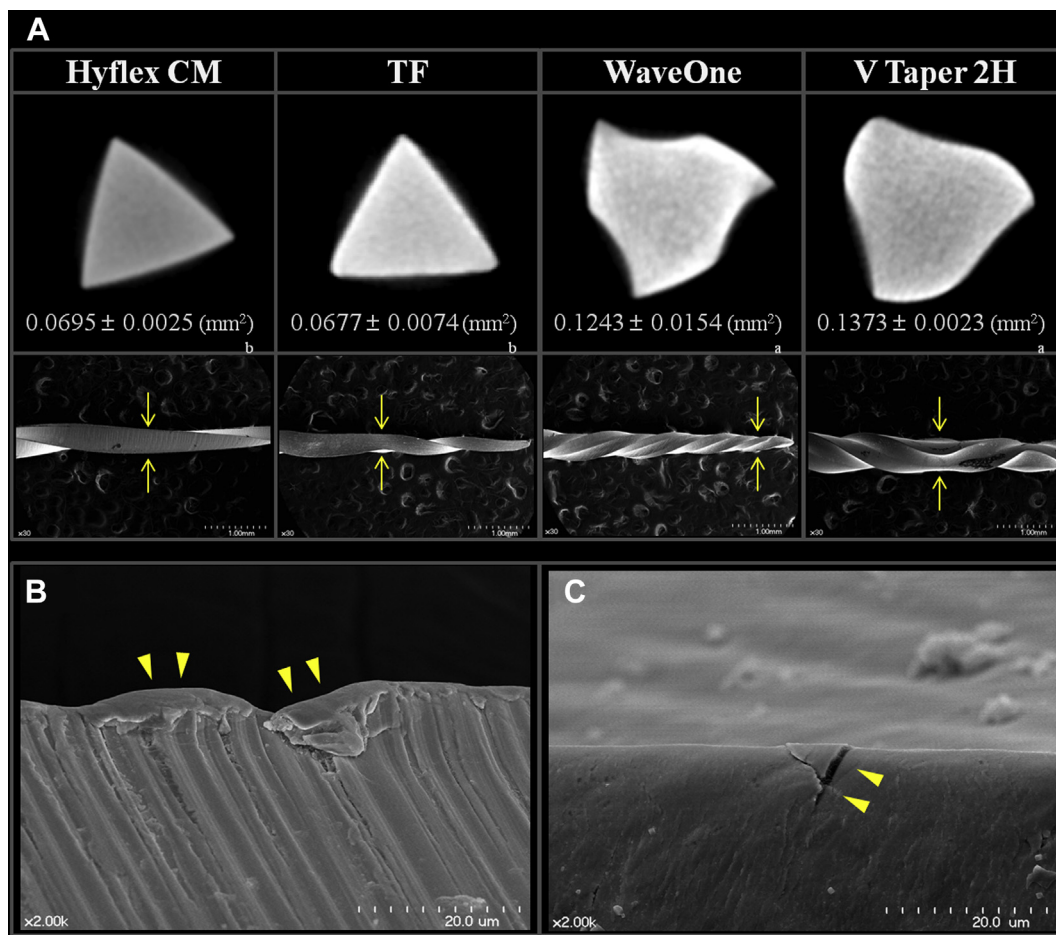 A
Hyflex CM
TF
WaveOne
V Taper 2H
0.0695 ± 0.0025 (mm²)
b
0.0677 ± 0.0074 (mm²)
b
0.1243 ± 0.0154 (mm²)
a
0.1373 ± 0.0023 (mm²)
a
x30
1.00mm
x30
1.00mm
x30
1.00mm
x30
1.00mm
B
x2.00k
20.0 um
C
x2.00k
20.0 um